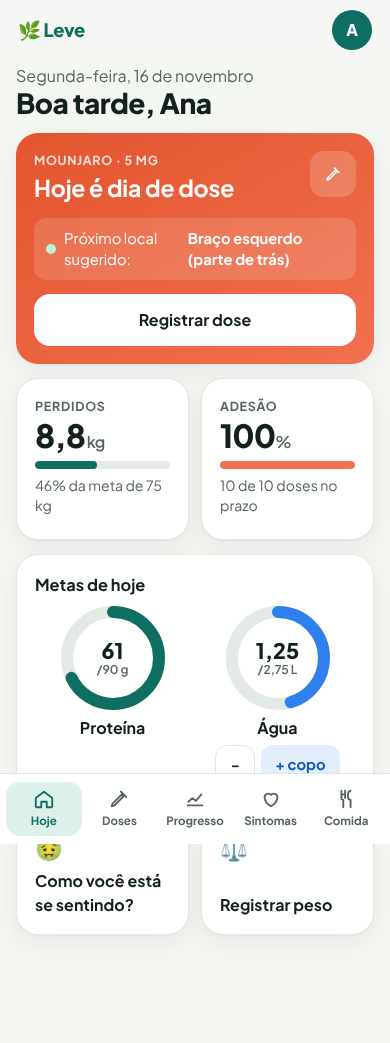 Leve
A
Segunda-feira, 16 de novembro
Boa tarde, Ana
MOUNJARO · 5 MG
Hoje é dia de dose
Próximo local
sugerido:
Braço esquerdo
(parte de trás)
Registrar dose
PERDIDOS
8,8 kg
46% da meta de 75
kg
ADESÃO
100%
10 de 10 doses no
prazo
Metas de hoje
61
/90 g
Proteína
1,25
/2,75 L
Água
–
+ copo
Hoje
Doses
Progresso
Sintomas
Comida
Como você está
se sentindo?
Registrar peso